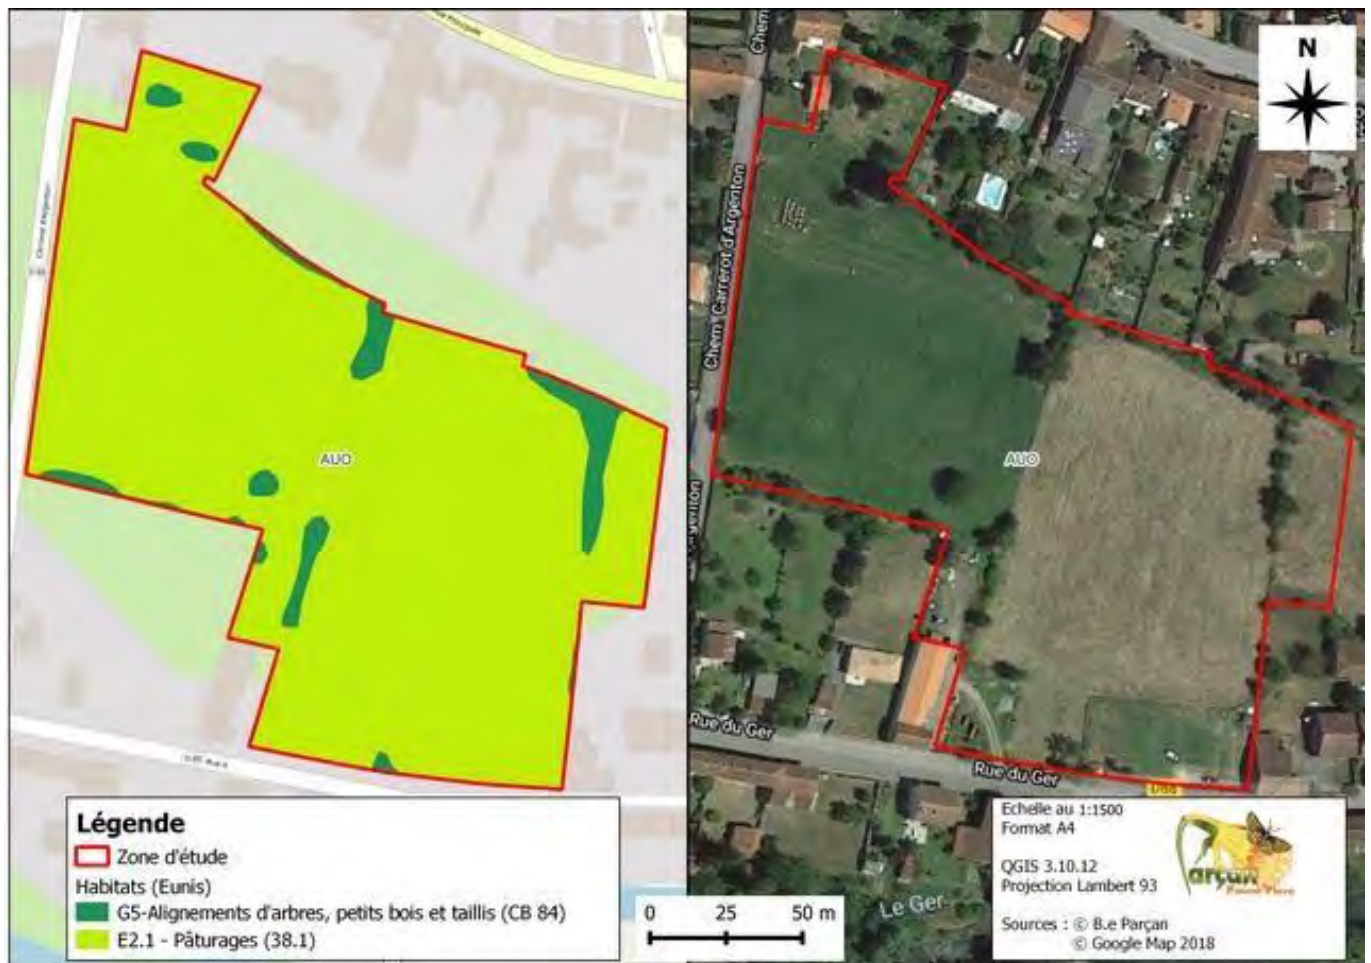 Chem
N
Chem. Carrerot d'Argenton
AUO
AUO
Rue du Ger
Rue du Ger
Légende
Zone d'étude
Habitats (Eunis)
G5-Alignements d'arbres, petits bois et taillis (CB 84)
E2.1 - Pâturages (38.1)
0 25 50 m
Le Ger
Echelle au 1:1500
Format A4
QGIS 3.10.12
Projection Lambert 93
Sources : © B.e Parçan
© Google Map 2018
Parçan